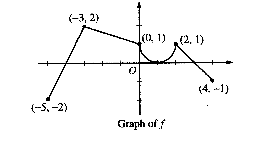 (−3, 2)
(0, 1)
(2, 1)
O
(4, −1)
(−5, −2)
Graph of f